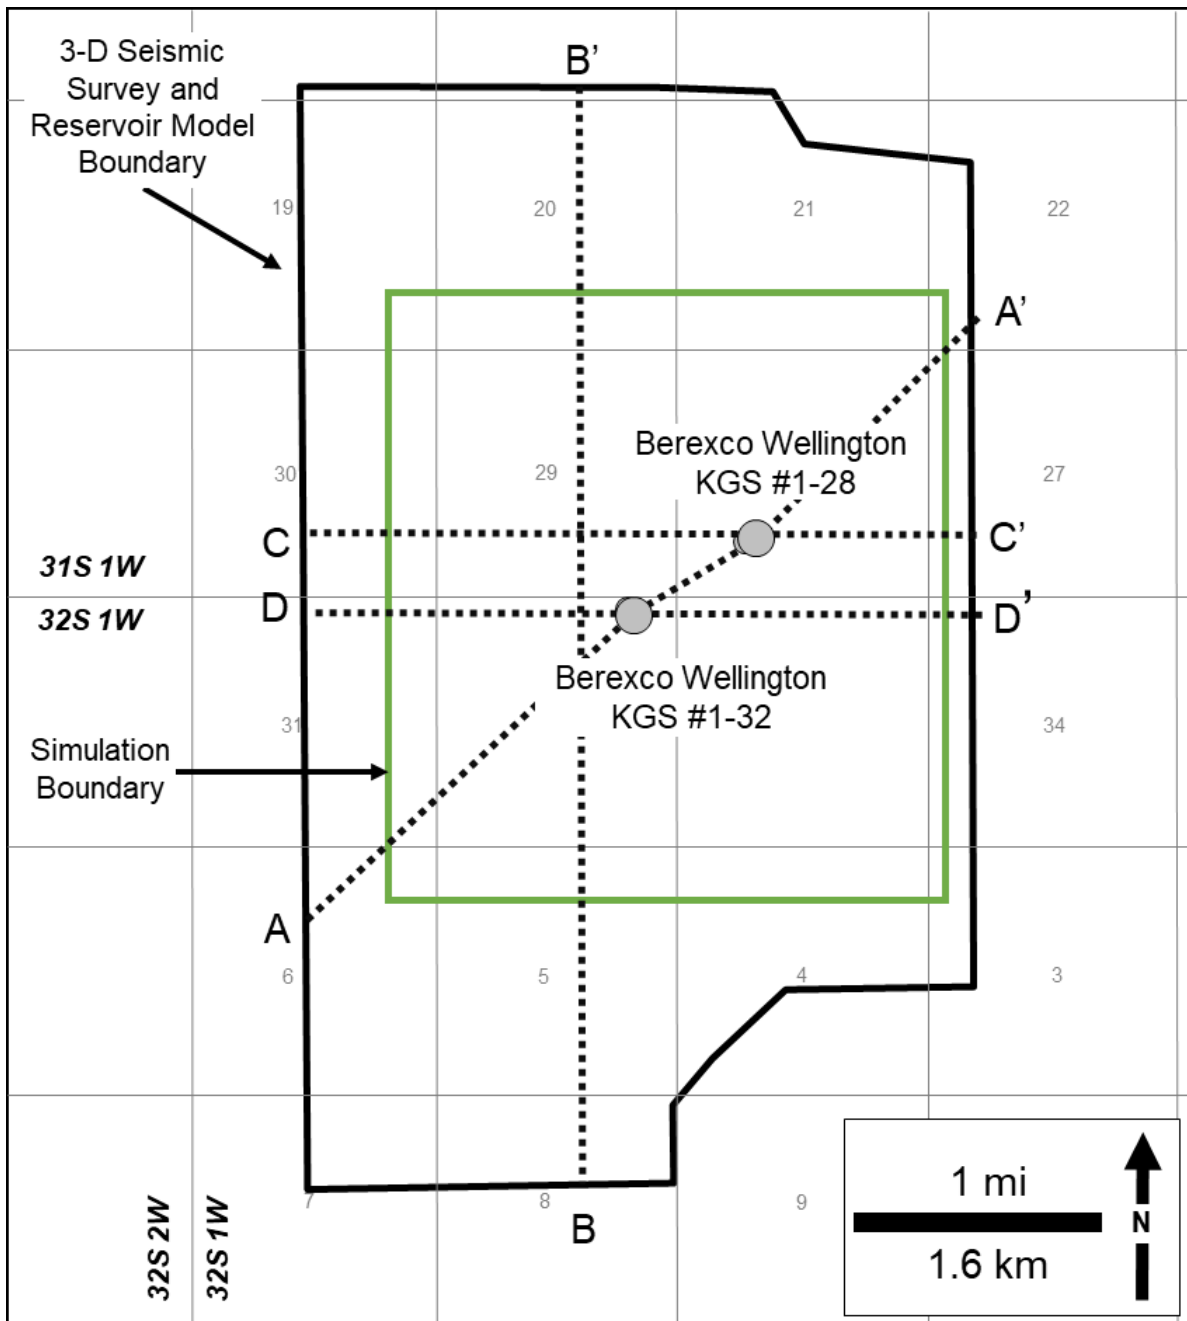 3-D Seismic
Survey and
Reservoir Model
Boundary
B’
19
20
21
22
A’
Berexco Wellington
KGS #1-28
30
29
27
C
C’
31S 1W
32S 1W
D
D’
Berexco Wellington
KGS #1-32
31
34
Simulation
Boundary
A
6
5
4
3
7
8
9
B
32S 2W
32S 1W
1 mi
1.6 km
N